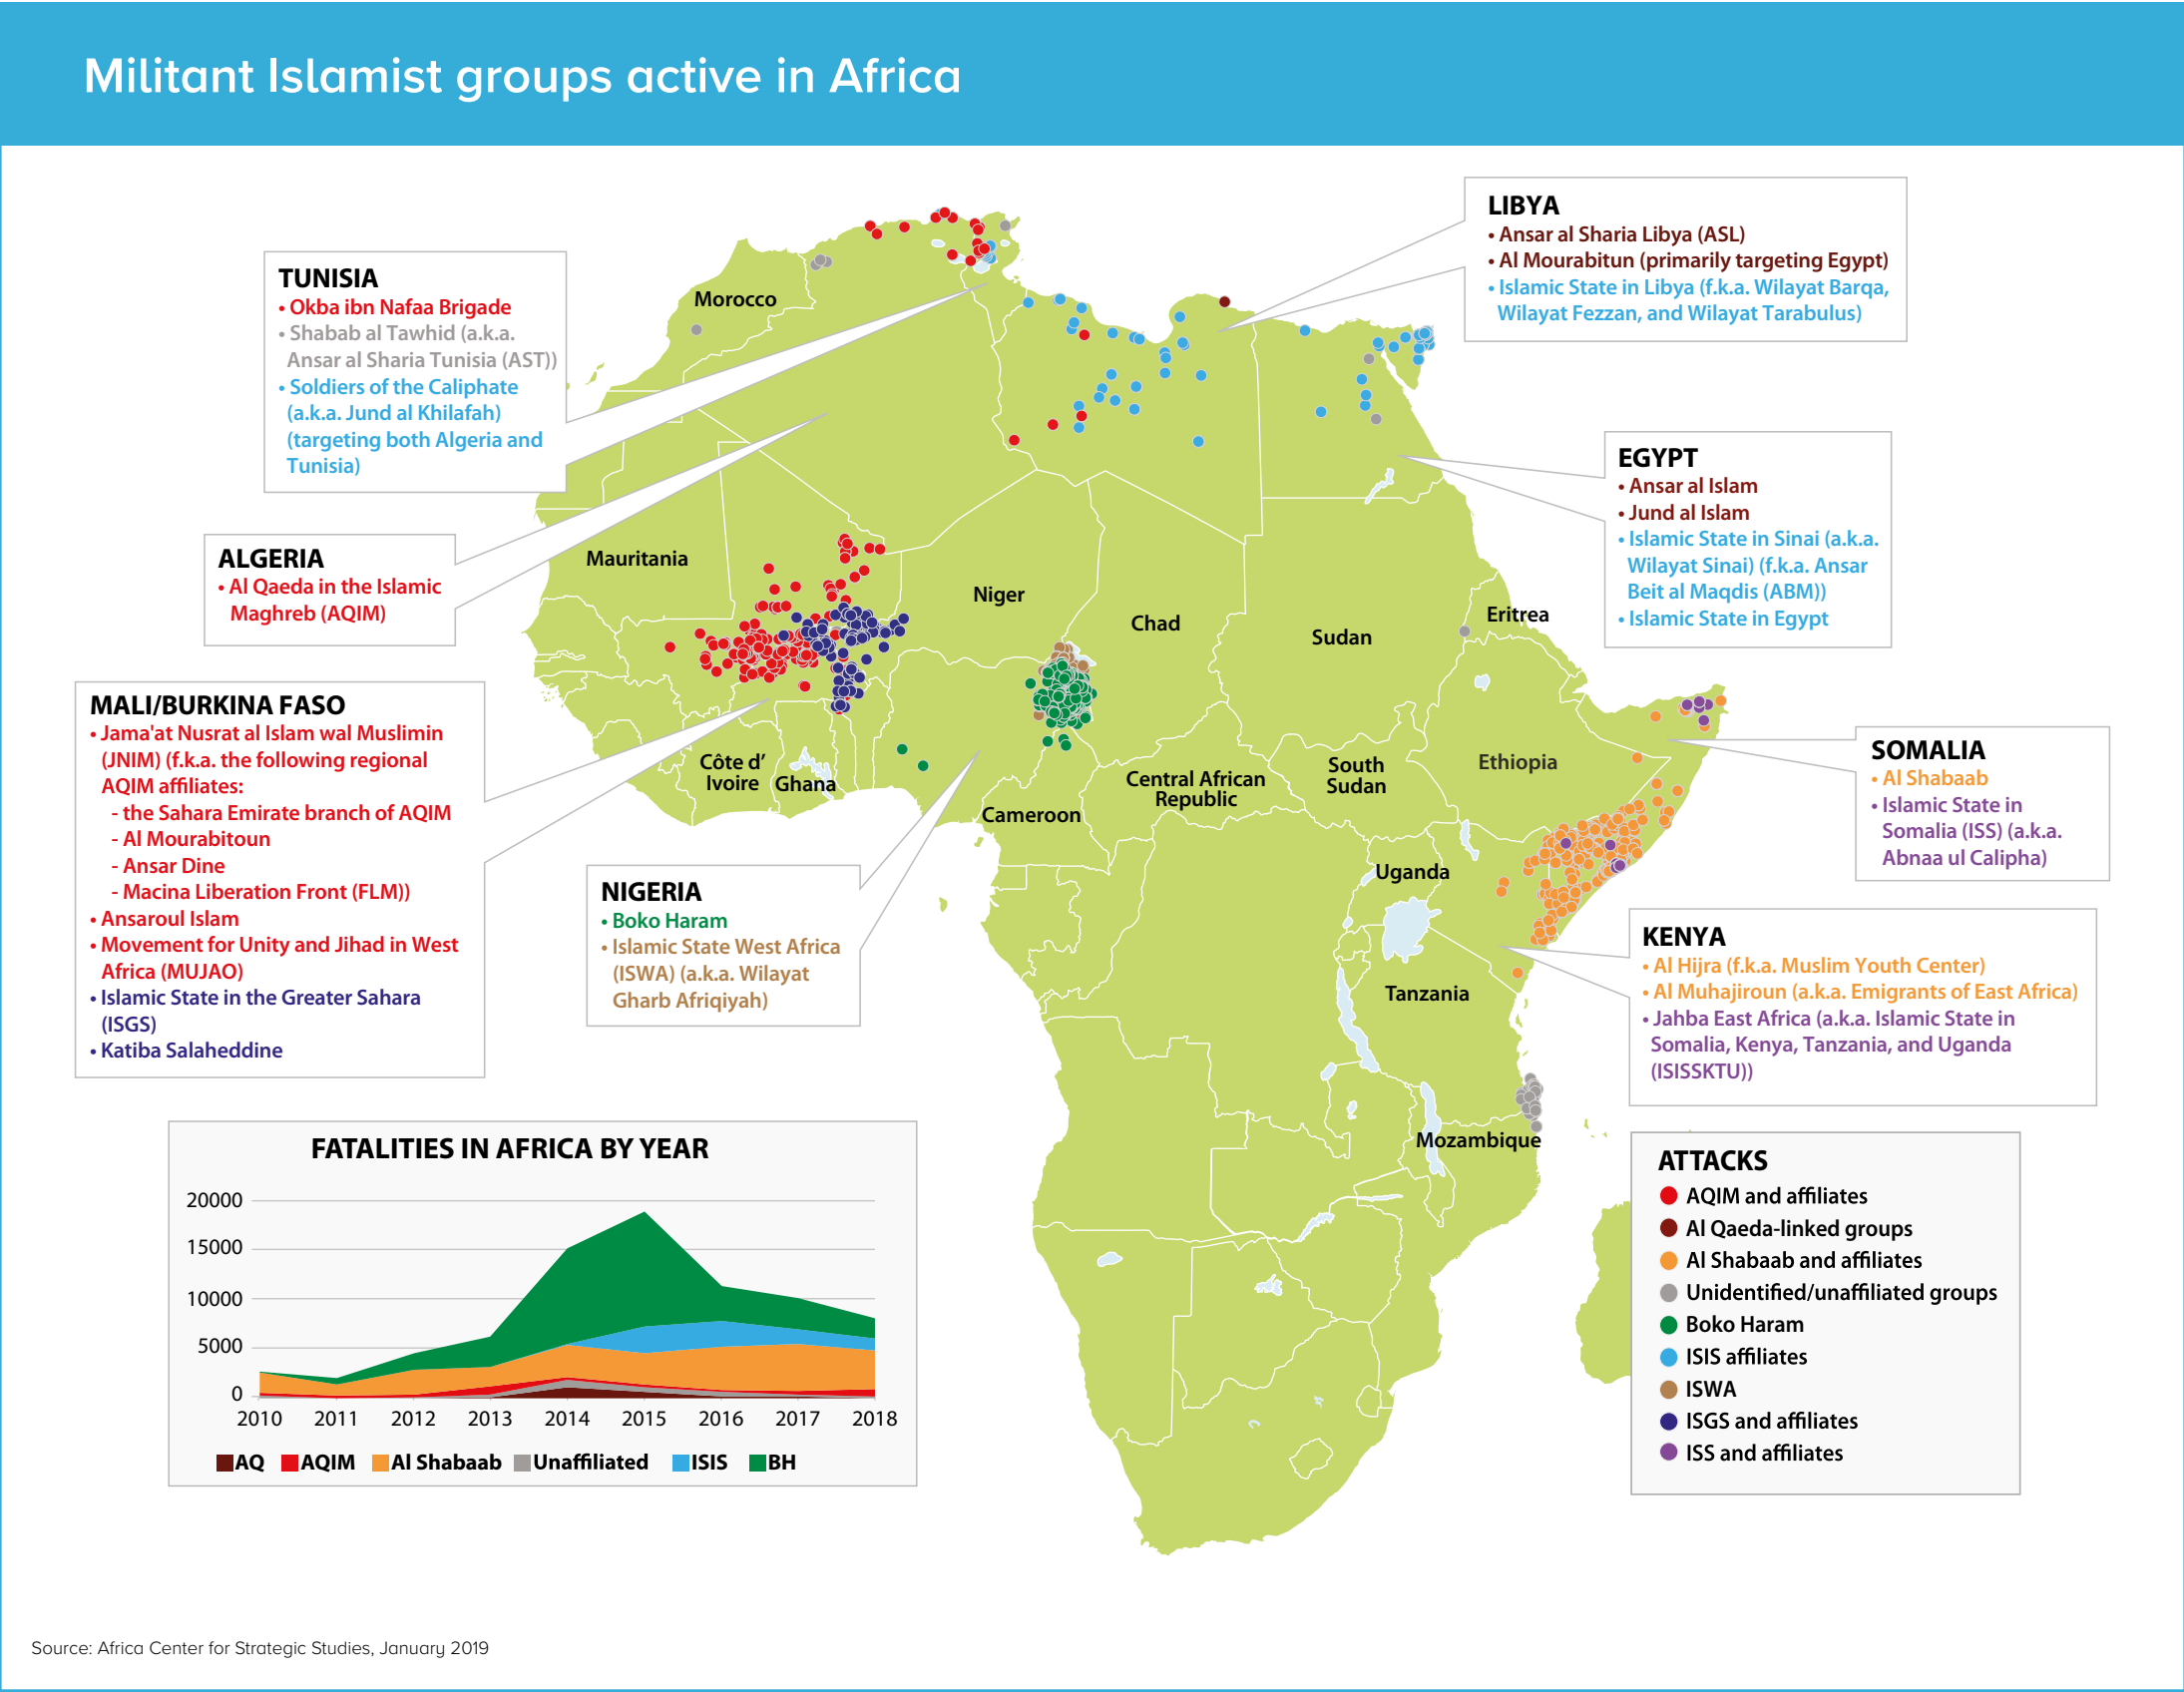 Militant Islamist groups active in Africa
TUNISIA
• Okba ibn Nafaa Brigade
• Shabab al Tawhid (a.k.a.
Ansar al Sharia Tunisia (AST))
• Soldiers of the Caliphate
(a.k.a. Jund al Khilafah)
(targeting both Algeria and
Tunisia)
ALGERIA
• Al Qaeda in the Islamic
Maghreb (AQIM)
MALI/BURKINA FASO
• Jama'at Nusrat al Islam wal Muslimin
(JNIM) (f.k.a. the following regional
AQIM affiliates:
- the Sahara Emirate branch of AQIM
- Al Mourabitoun
- Ansar Dine
- Macina Liberation Front (FLM))
• Ansaroul Islam
• Movement for Unity and Jihad in West
Africa (MUJAO)
• Islamic State in the Greater Sahara
(ISGS)
• Katiba Salaheddine
NIGERIA
• Boko Haram
• Islamic State West Africa
(ISWA) (a.k.a. Wilayat
Gharb Afriqiyah)
LIBYA
• Ansar al Sharia Libya (ASL)
• Al Mourabitun (primarily targeting Egypt)
• Islamic State in Libya (f.k.a. Wilayat Barqa,
Wilayat Fezzan, and Wilayat Tarabulus)
EGYPT
• Ansar al Islam
• Jund al Islam
• Islamic State in Sinai (a.k.a.
Wilayat Sinai) (f.k.a. Ansar
Beit al Maqdis (ABM))
• Islamic State in Egypt
SOMALIA
• Al Shabaab
• Islamic State in
Somalia (ISS) (a.k.a.
Abnaa ul Calipha)
KENYA
• Al Hijra (f.k.a. Muslim Youth Center)
• Al Muhajiroun (a.k.a. Emigrants of East Africa)
• Jahba East Africa (a.k.a. Islamic State in
Somalia, Kenya, Tanzania, and Uganda
(ISISSKTU))
Morocco
Mauritania
Niger
Chad
Sudan
Eritrea
Côte d’
Ivoire
Ghana
Cameroon
Central African
Republic
South
Sudan
Ethiopia
Uganda
Tanzania
Mozambique
FATALITIES IN AFRICA BY YEAR
20000
15000
10000
5000
0
2010 2011 2012 2013 2014 2015 2016 2017 2018
AQ AQIM Al Shabaab Unaffiliated ISIS BH
ATTACKS
AQIM and affiliates
Al Qaeda-linked groups
Al Shabaab and affiliates
Unidentified/unaffiliated groups
Boko Haram
ISIS affiliates
ISWA
ISGS and affiliates
ISS and affiliates
Source: Africa Center for Strategic Studies, January 2019